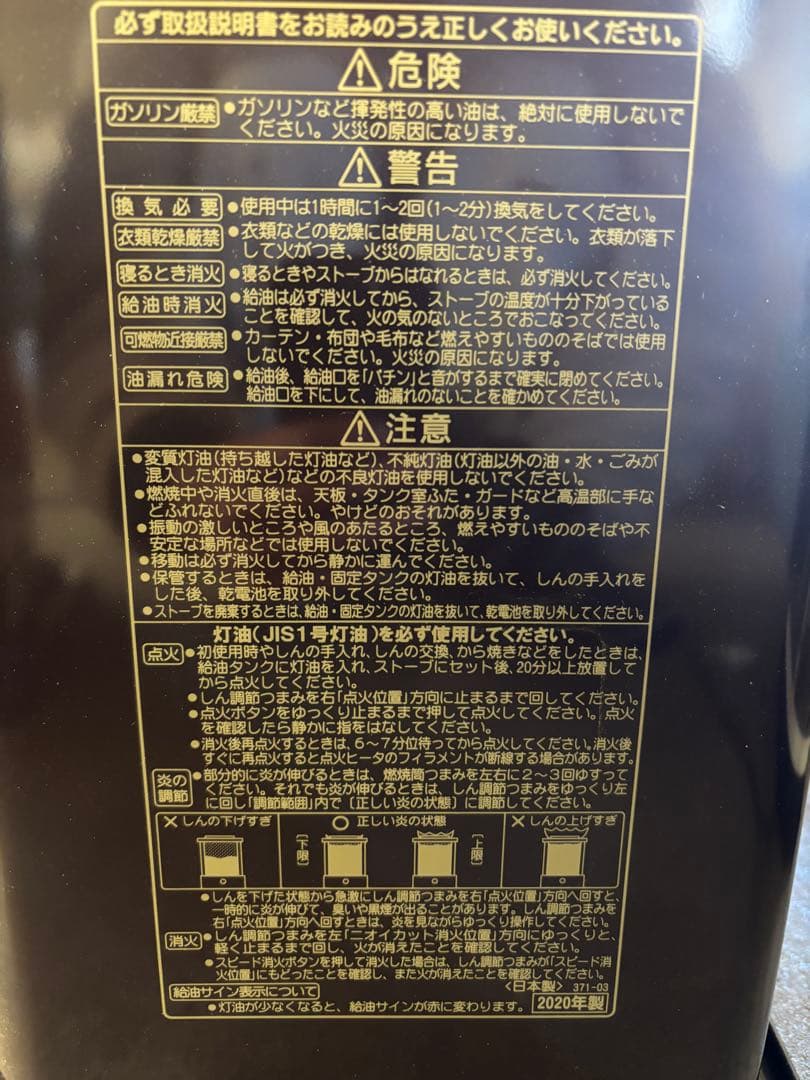 必ず取扱説明書をお読みのうえ正しくお使いください。
⚠危険
ガソリン厳禁 ●ガソリンなど揮発性の高い油は、絶対に使用しないで
ください。火災の原因になります。
⚠警告
換気必要 ●使用中は1時間に1〜2回(1〜2分)換気をしてください。
衣類乾燥厳禁 ●衣類などの乾燥には使用しないでください。衣類が落下
して火がつき、火災の原因になります。
寝るとき消火 ●寝るときやストーブからはなれるときは、必ず消火してください。
給油時消火 ●給油は必ず消火してから、ストーブの温度が十分下がっている
ことを確認して、火の気のないところでおこなってください。
可燃物近接厳禁 ●カーテン・布団や毛布など燃えやすいもののそばでは使用
しないでください。火災の原因になります。
油漏れ危険 ●給油後、給油口を「パチン」と音がするまで確実に閉めてください。
給油口を下にして、油漏れのないことを確かめてください。
⚠注意
●変質灯油(持ち越した灯油など)、不純灯油(灯油以外の油・水・ごみが
混入した灯油など)などの不良灯油を使用しないでください。
●燃焼中や消火直後は、天板・タンク室ふた・ガードなど高温部に手な
どふれないでください。やけどのおそれがあります。
●振動の激しいところや風のあたるところ、燃えやすいもののそばや不
安定な場所などでは使用しないでください。
●移動は必ず消火してから静かに運んでください。
●保管するときは、給油・固定タンクの灯油を抜いて、しんの手入れを
した後、乾電池を取り外してください。
●ストーブを廃棄するときは、給油・固定タンクの灯油を抜いて、乾電池を取り外してください。
灯油(JIS1号灯油)を必ず使用してください。
点火 ●初使用時やしんの手入れ、しんの交換、から焼きなどをしたときは、
給油タンクに灯油を入れ、ストーブにセット後、20分以上放置して
から点火してください。
●しん調節つまみを右「点火位置」方向に止まるまで回してください。
●点火ボタンをゆっくり止まるまで押して点火してください。点火
を確認したら静かに指をはなしてください。
●消火後再点火するときは、6〜7分位待ってから点火してください。消火後
すぐに再点火すると点火ヒータのフィラメントが断線する場合があります。
炎の
調節 ●部分的に炎が伸びるときは、燃焼筒つまみを左右に2〜3回ゆすって
ください。それでも炎が伸びるときは、しん調節つまみをゆっくり左
に回し「調節範囲」内で〔正しい炎の状態〕に調節してください。
×しんの下げすぎ ○正しい炎の状態 ×しんの上げすぎ
〔下限〕 〔上限〕
●しんを下げた状態から急激にしん調節つまみを右「点火位置」方向へ回すと、
一時的に炎が伸びて、臭いや黒煙が出ることがあります。しん調節つまみを
右「点火位置」方向へ回すときは、炎を見ながらゆっくり操作してください。
消火 ●しん調節つまみを左「ニオイカット消火位置」方向にゆっくりと、
軽く止まるまで回し、火が消えたことを確認してください。
●スピード消火ボタンを押して消火した場合は、しん調節つまみが「スピード消
火位置」にもどったことを確認し、また火が消えたことを確認してください。
〈日本製〉 371-03
給油サイン表示について 2020年製
●灯油が少なくなると、給油サインが赤に変わります。